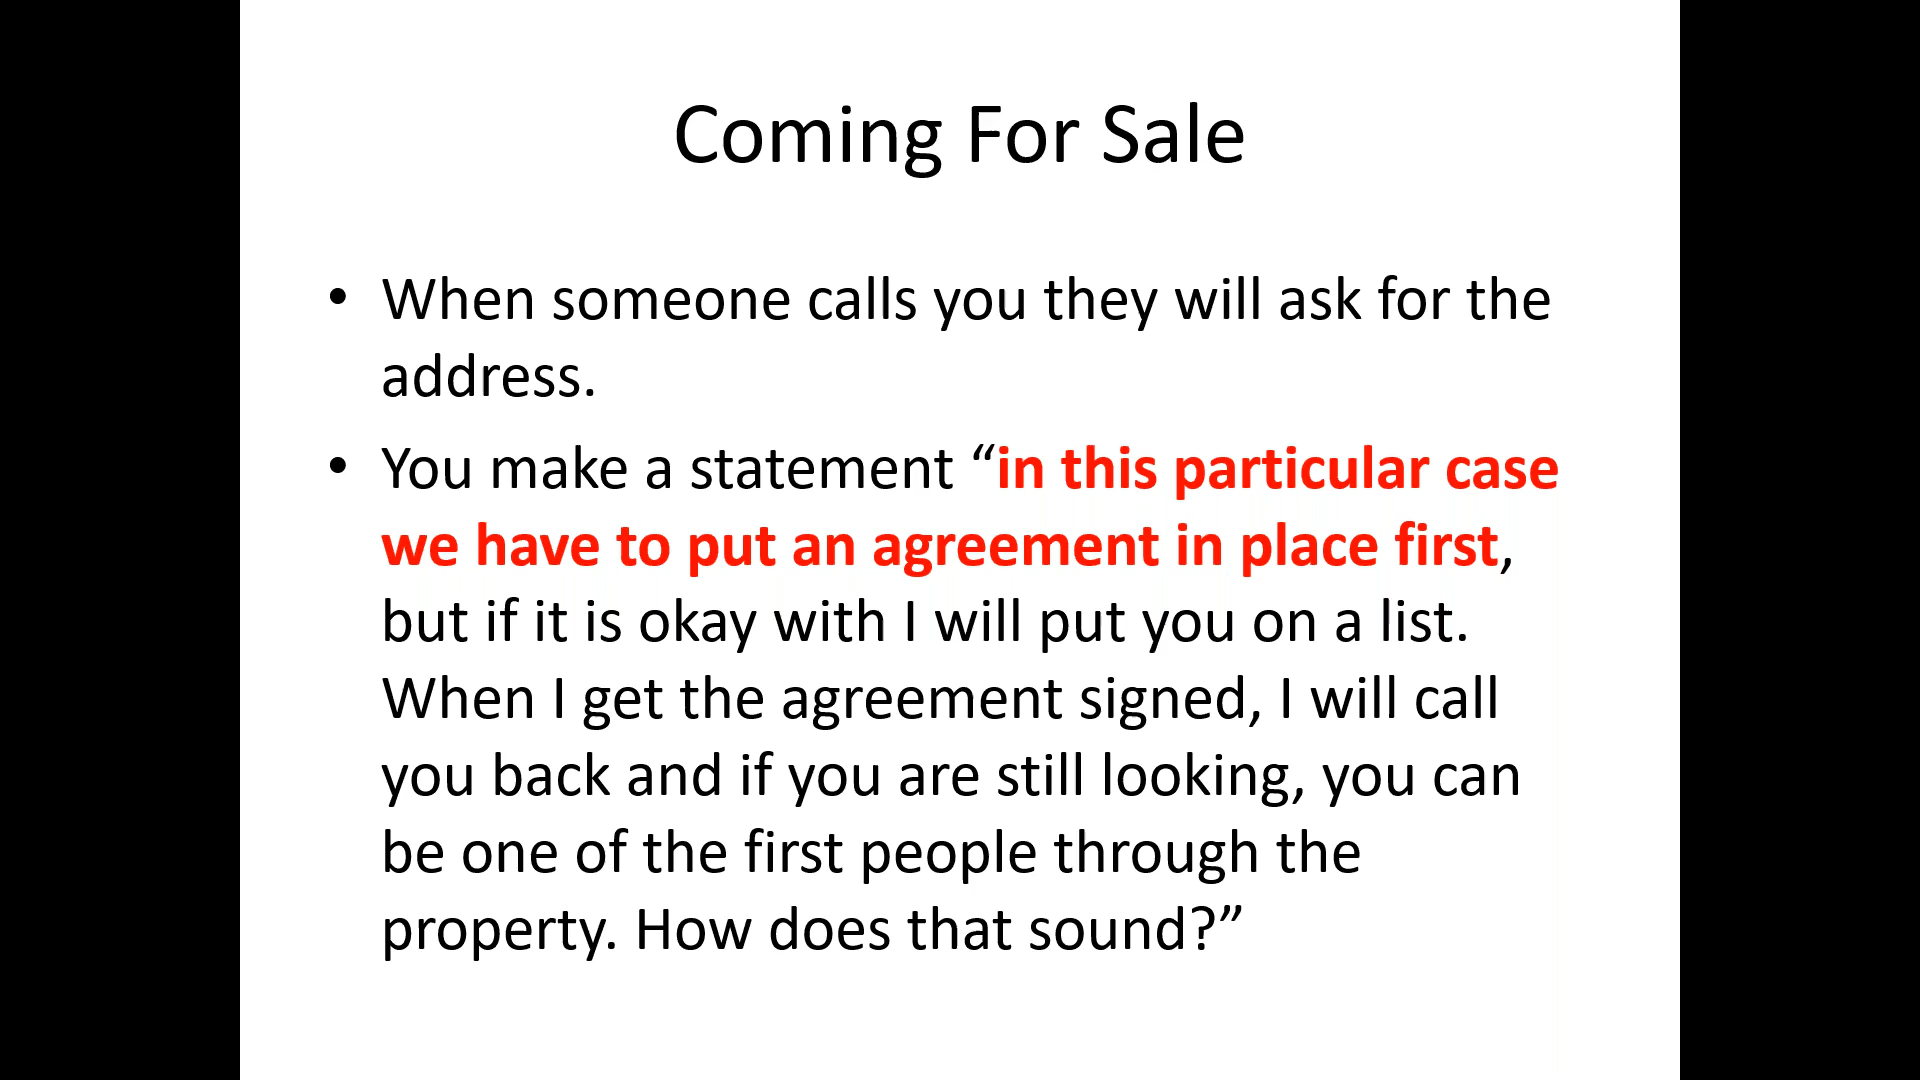 Coming For Sale
• When someone calls you they will ask for the
address.
• You make a statement “in this particular case
we have to put an agreement in place first,
but if it is okay with I will put you on a list.
When I get the agreement signed, I will call
you back and if you are still looking, you can
be one of the first people through the
property. How does that sound?”